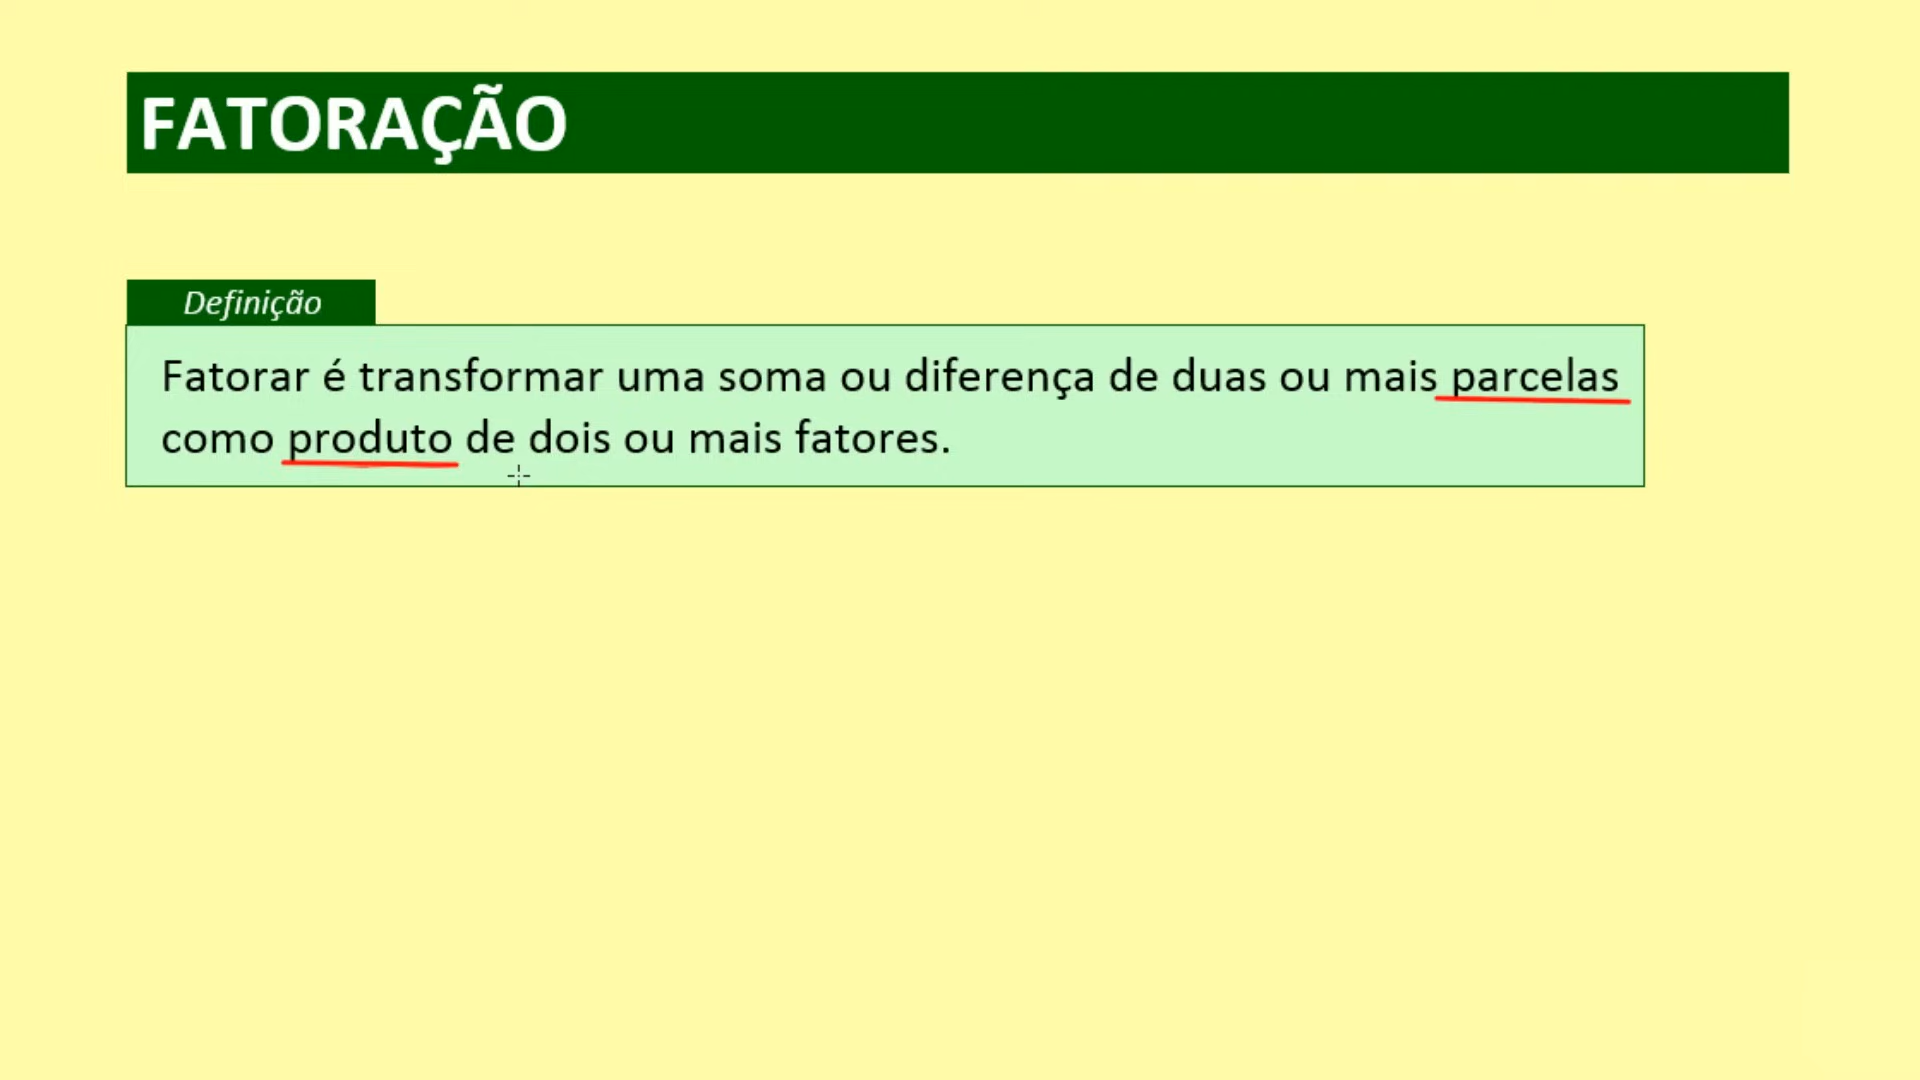 FATORAÇÃO
Definição
Fatorar é transformar uma soma ou diferença de duas ou mais parcelas
como produto de dois ou mais fatores.